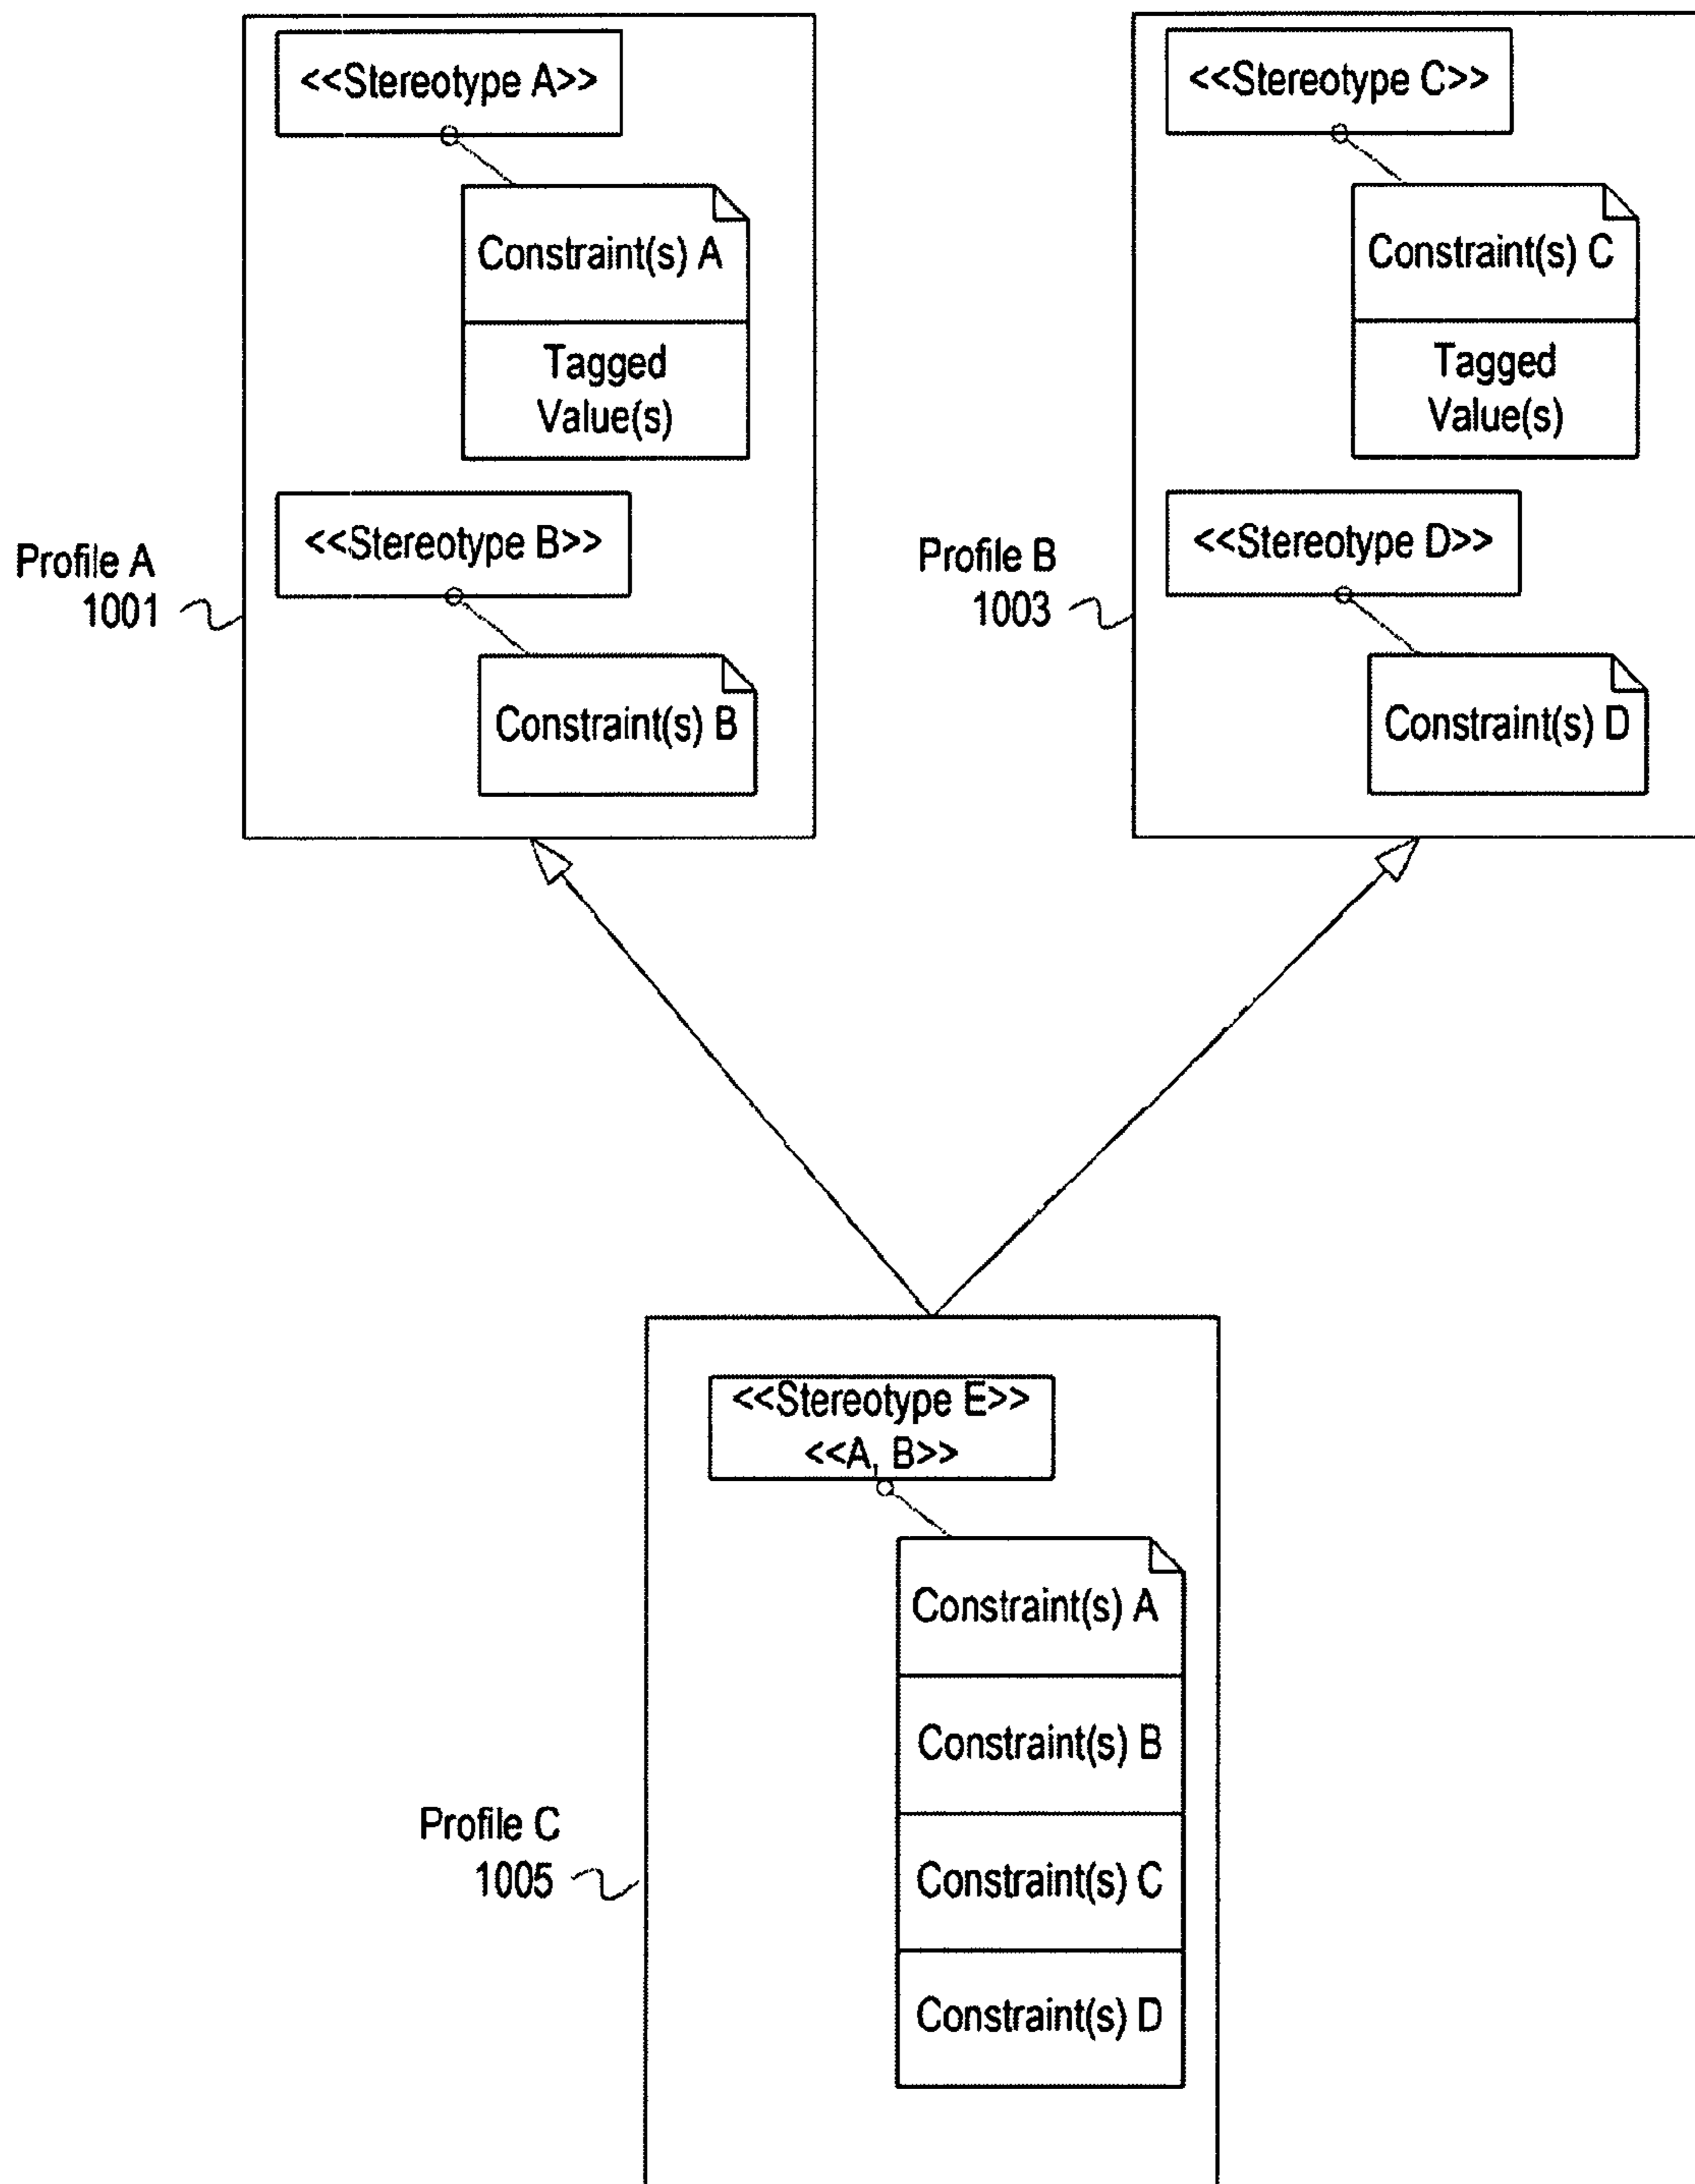 <<Stereotype A>>
Constraint(s) A
Tagged
Value(s)
<<Stereotype B>>
Constraint(s) B
Profile A
1001
<<Stereotype C>>
Constraint(s) C
Tagged
Value(s)
<<Stereotype D>>
Constraint(s) D
Profile B
1003
<<Stereotype E>>
<<A, B>>
Constraint(s) A
Constraint(s) B
Constraint(s) C
Constraint(s) D
Profile C
1005